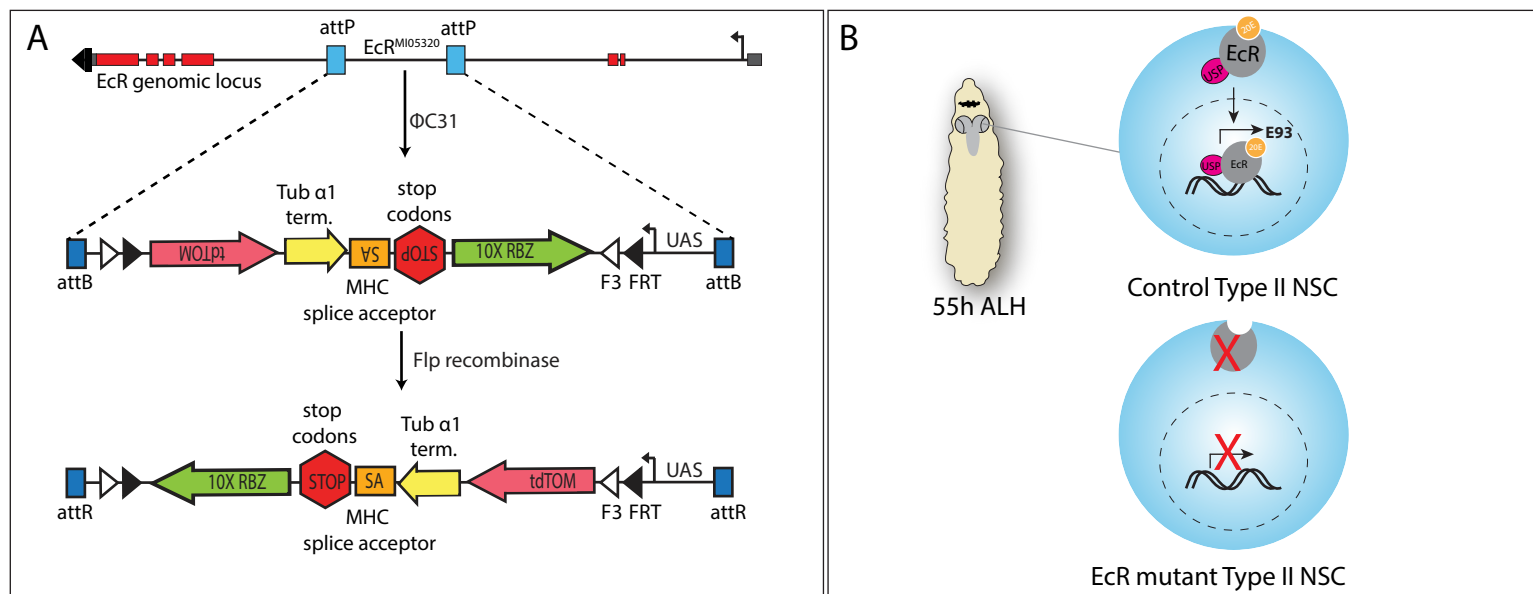 A
attP
attP
EcR^MI05320
EcR genomic locus
ΦC31
Tub α1
term.
stop
codons
tdTOM
SA
STOP
10X RBZ
UAS
attB
MHC
splice acceptor
F3 FRT
attB
Flp recombinase
stop
codons
Tub α1
term.
10X RBZ
STOP
SA
tdTOM
UAS
attR
MHC
splice acceptor
F3 FRT
attR
B
20E
EcR
USP
E93
20E
USP
EcR
55h ALH
Control Type II NSC
X
X
EcR mutant Type II NSC